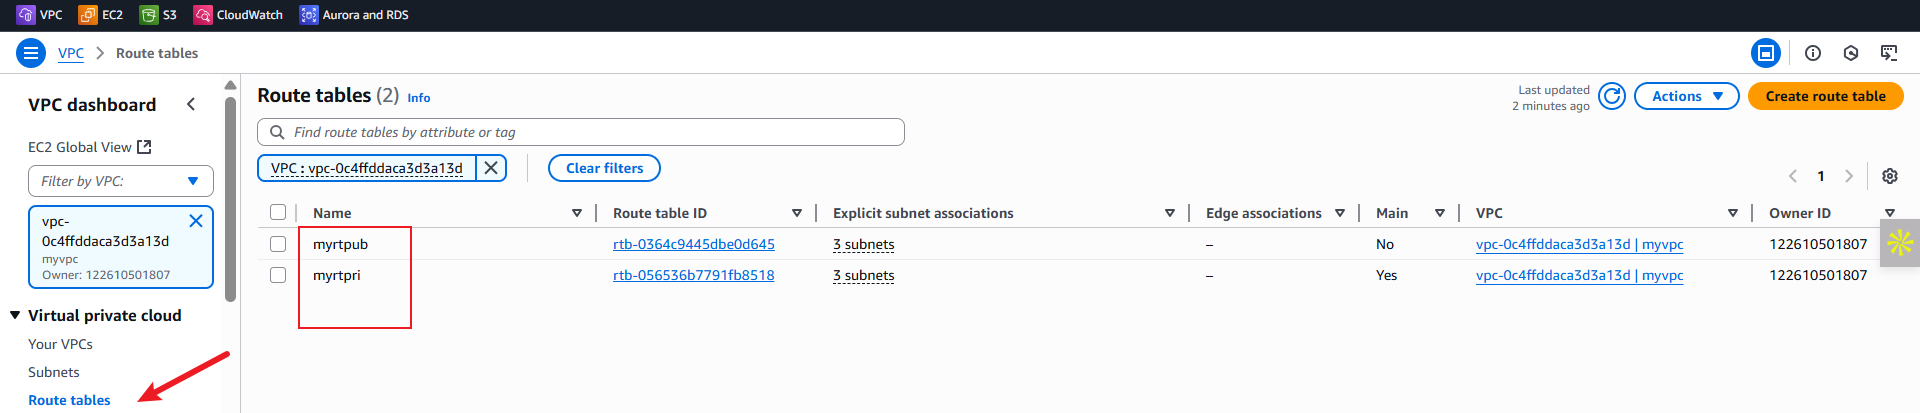 VPC EC2 S3 CloudWatch Aurora and RDS
VPC > Route tables
VPC dashboard
EC2 Global View
Filter by VPC:
vpc-
0c4ffddaca3d3a13d
myvpc
Owner: 122610501807
Virtual private cloud
Your VPCs
Subnets
Route tables
Route tables (2) Info
Last updated
2 minutes ago
Actions
Create route table
Find route tables by attribute or tag
VPC : vpc-0c4ffddaca3d3a13d
Clear filters
1
Name Route table ID Explicit subnet associations Edge associations Main VPC Owner ID
myrtpub rtb-0364c9445dbe0d645 3 subnets – No vpc-0c4ffddaca3d3a13d | myvpc 122610501807
myrtpri rtb-056536b7791fb8518 3 subnets – Yes vpc-0c4ffddaca3d3a13d | myvpc 122610501807